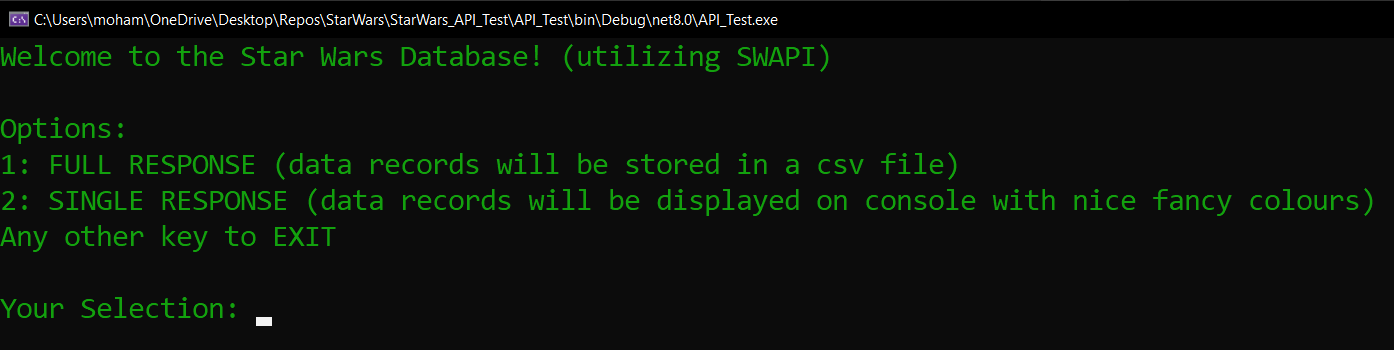 C:\Users\moham\OneDrive\Desktop\Repos\StarWars\StarWars_API_Test\API_Test\bin\Debug\net8.0\API_Test.exe
Welcome to the Star Wars Database! (utilizing SWAPI)
Options:
1: FULL RESPONSE (data records will be stored in a csv file)
2: SINGLE RESPONSE (data records will be displayed on console with nice fancy colours)
Any other key to EXIT
Your Selection: